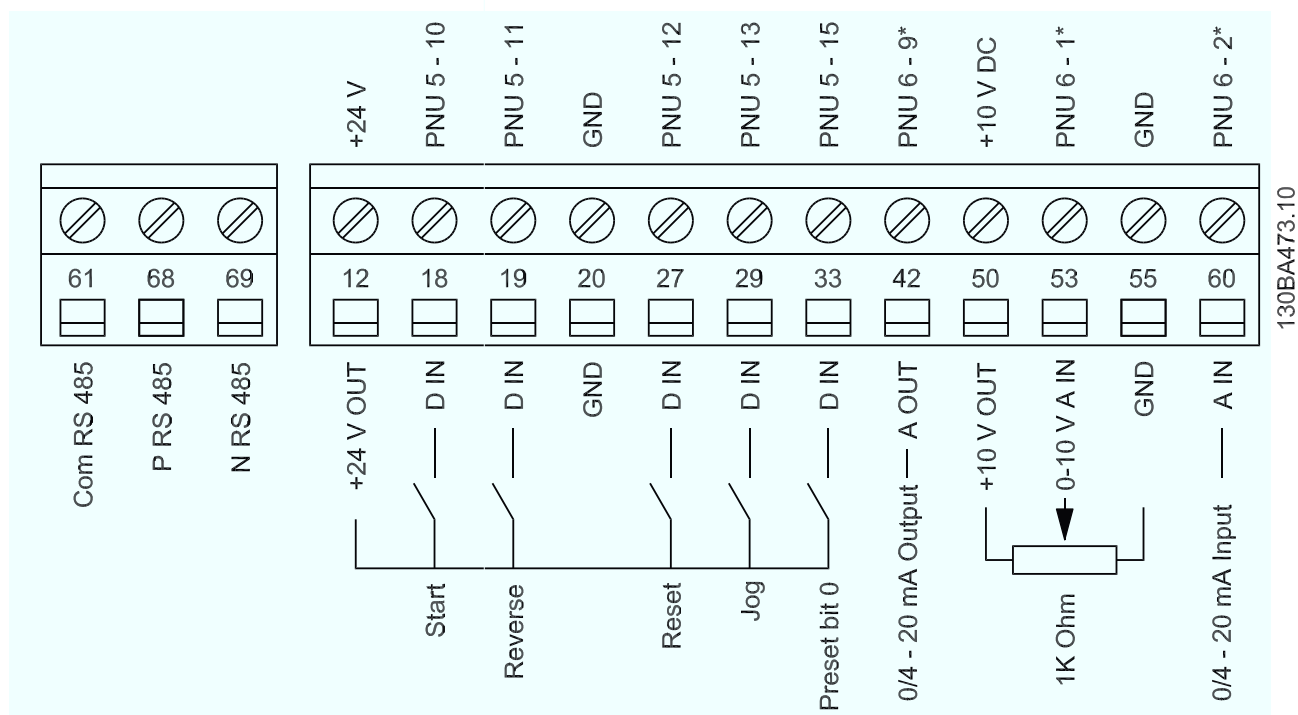 +24 V
PNU 5 - 10
PNU 5 - 11
GND
PNU 5 - 12
PNU 5 - 13
PNU 5 - 15
PNU 6 - 9*
+10 V DC
PNU 6 - 1*
GND
PNU 6 - 2*
61 68 69
12 18 19 20 27 29 33 42 50 53 55 60
Com RS 485
P RS 485
N RS 485
+24 V OUT
D IN
D IN
GND
D IN
D IN
D IN
0/4 - 20 mA Output
A OUT
+10 V OUT
0-10 V A IN
GND
0/4 - 20 mA Input
A IN
Start
Reverse
Reset
Jog
Preset bit 0
1K Ohm
130BA473.10